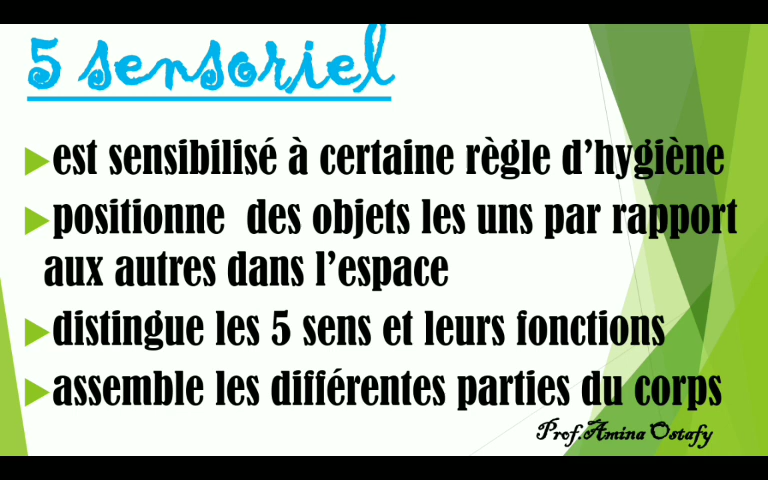 5 sensoriel
est sensibilisé à certaine règle d'hygiène
positionne des objets les uns par rapport
aux autres dans l'espace
distingue les 5 sens et leurs fonctions
assemble les différentes parties du corps
Prof.Amina Ostafy